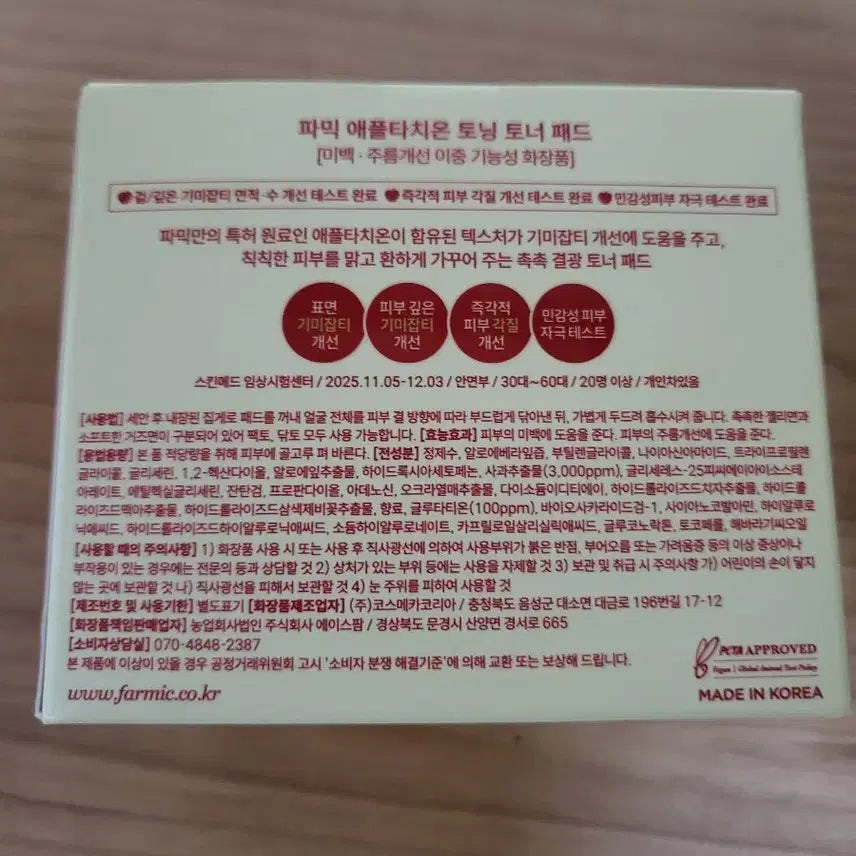 파믹 애플타치온 토닝 토너 패드
[미백 · 주름개선 이중 기능성 화장품]
겉/깊은 기미잡티 면적·수 개선 테스트 완료 즉각적 피부 각질 개선 테스트 완료 민감성피부 자극 테스트 완료
파믹만의 특허 원료인 애플타치온이 함유된 텍스처가 기미잡티 개선에 도움을 주고,
칙칙한 피부를 맑고 환하게 가꾸어 주는 촉촉 결광 토너 패드
표면 기미잡티 개선
피부 깊은 기미잡티 개선
즉각적 피부 각질 개선
민감성 피부 자극 테스트
스킨메드 임상시험센터 / 2025.11.05-12.03 / 안면부 / 30대~60대 / 20명 이상 / 개인차있음
[사용법] 세안 후 내장된 집게로 패드를 꺼내 얼굴 전체를 피부 결 방향에 따라 부드럽게 닦아낸 뒤, 가볍게 두드려 흡수시켜 줍니다. 촉촉한 젤리면과
소프트한 거즈면이 구분되어 있어 팩토, 닦토 모두 사용 가능합니다. [효능효과] 피부의 미백에 도움을 준다. 피부의 주름개선에 도움을 준다.
[용법용량] 본 품 적당량을 취해 피부에 골고루 펴 바른다. [전성분] 정제수, 알로에베라잎즙, 부틸렌글라이콜, 나이아신아마이드, 트라이프로필렌
글라이콜, 글리세린, 1,2-헥산다이올, 알로에잎추출물, 하이드록시아세토페논, 사과추출물(3,000ppm), 글리세레스-25피씨에이아이소스테
아레이트, 에틸헥실글리세린, 잔탄검, 프로판다이올, 아데노신, 오크라열매추출물, 다이소듐이디티에이, 하이드롤라이즈드치자추출물, 하이드롤
라이즈드맥아추출물, 하이드롤라이즈드삼색제비꽃추출물, 향료, 글루타티온(100ppm), 바이오사카라이드검-1, 사이아노코발아민, 하이알루로
닉애씨드, 하이드롤라이즈드하이알루로닉애씨드, 소듐하이알루로네이트, 카프릴로일살리실릭애씨드, 글루코노락톤, 토코페롤, 해바라기씨오일
[사용할 때의 주의사항] 1) 화장품 사용 시 또는 사용 후 직사광선에 의하여 사용부위가 붉은 반점, 부어오름 또는 가려움증 등의 이상 증상이나
부작용이 있는 경우에는 전문의 등과 상담할 것 2) 상처가 있는 부위 등에는 사용을 자제할 것 3) 보관 및 취급 시 주의사항 가) 어린이의 손이 닿지
않는 곳에 보관할 것 나) 직사광선을 피해서 보관할 것 4) 눈 주위를 피하여 사용할 것
[제조번호 및 사용기한] 별도표기 [화장품제조업자] (주)코스메카코리아 / 충청북도 음성군 대소면 대금로 196번길 17-12
[화장품책임판매업자] 농업회사법인 주식회사 에이스팜 / 경상북도 문경시 산양면 경서로 665
[소비자상담실] 070-4848-2387
본 제품에 이상이 있을 경우 공정거래위원회 고시 '소비자 분쟁 해결기준'에 의해 교환 또는 보상해 드립니다.
PeTA APPROVED
Vegan | Global Animal Test Policy
www.farmic.co.kr
MADE IN KOREA